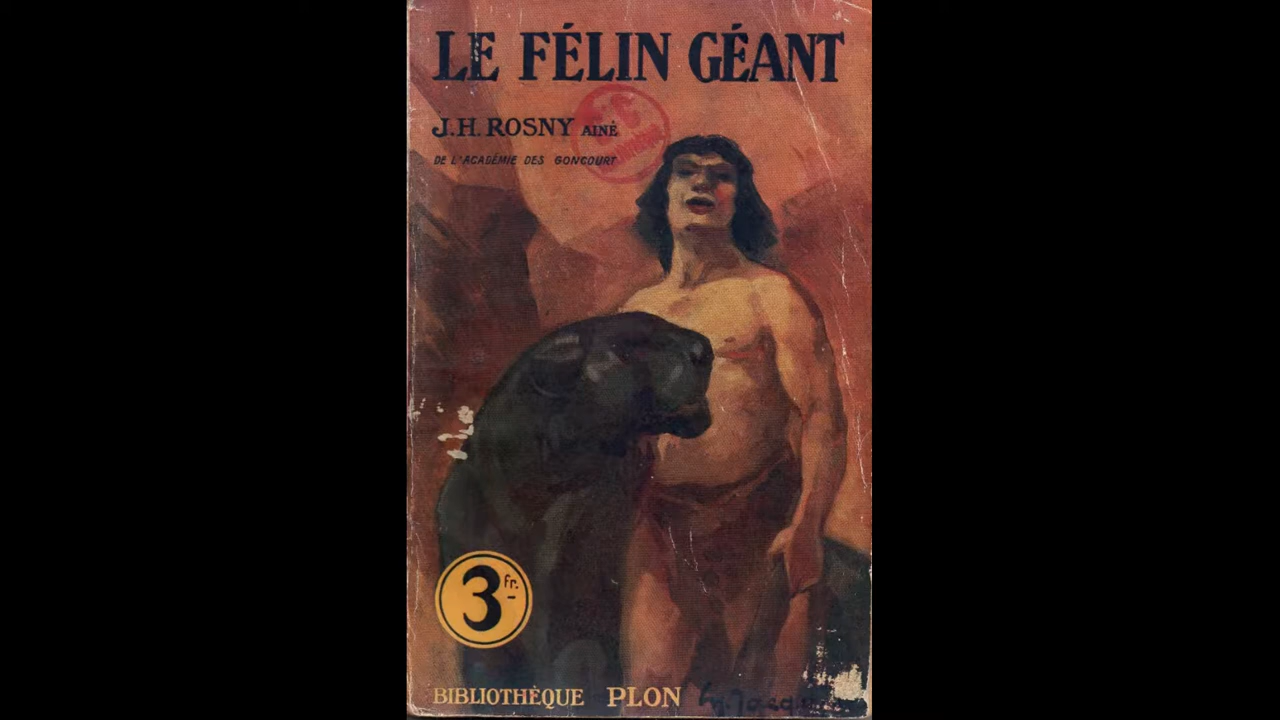 LE FÉLIN GÉANT
J.H. ROSNY AINÉ
DE L'ACADÉMIE DES GONCOURT
3 fr.-
BIBLIOTHÈQUE PLON